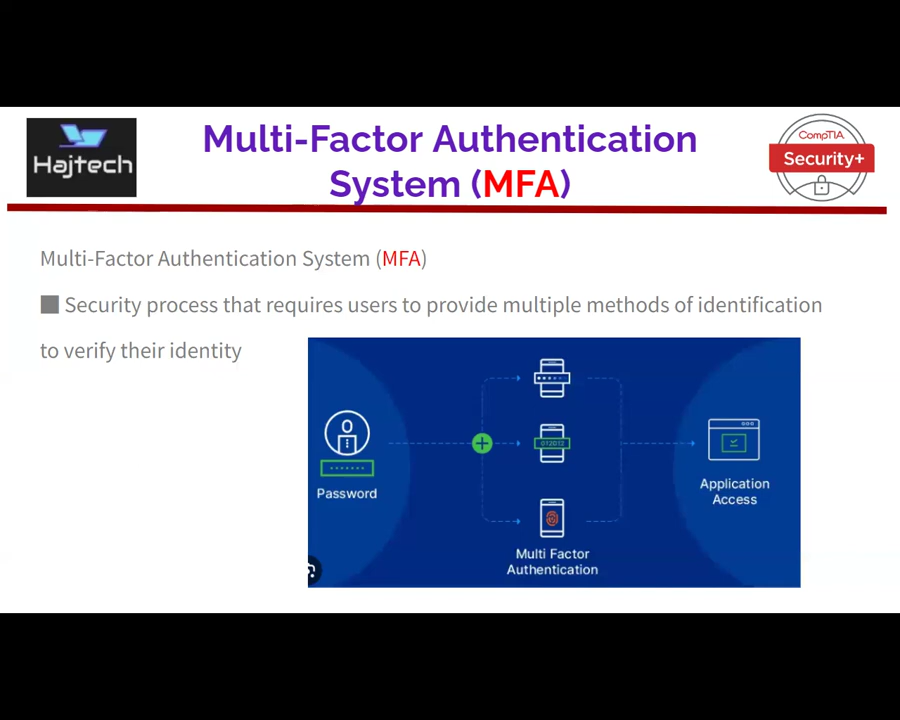 Hajtech
Multi-Factor Authentication
System (MFA)
CompTIA
Security+
Multi-Factor Authentication System (MFA)
Security process that requires users to provide multiple methods of identification
to verify their identity
Password
012012
Multi Factor
Authentication
Application
Access